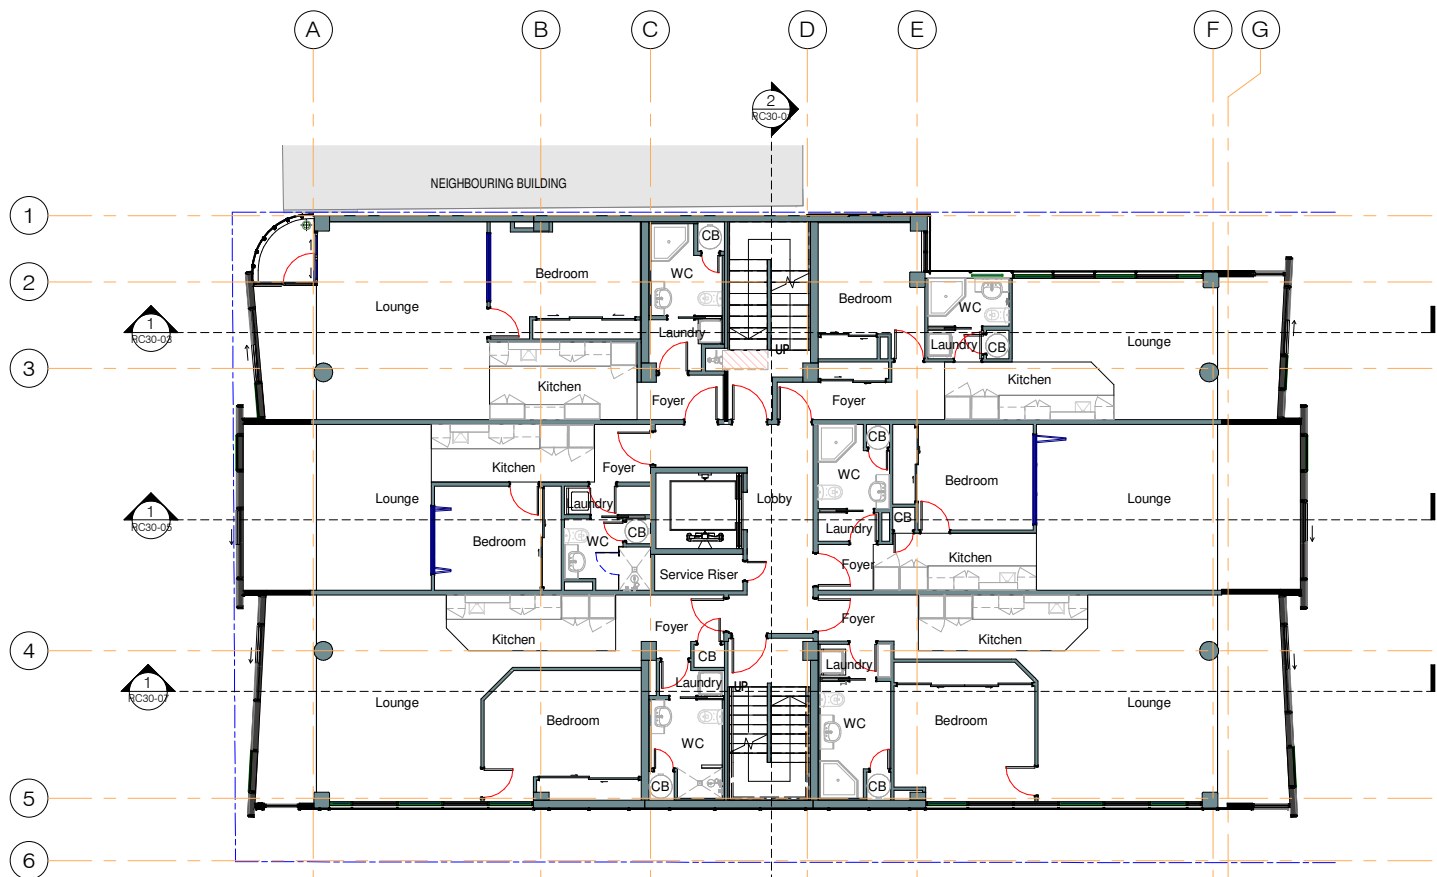 A B C D E F G
2
RC30-0
NEIGHBOURING BUILDING
1
CB
Bedroom
WC
2
Bedroom
Lounge
WC
1
RC30-03
Laundry
Laundry
CB
Lounge
UP
3
Kitchen
Kitchen
Foyer
Foyer
CB
Kitchen
Foyer
WC
Bedroom
Lounge
Laundry
Lobby
Lounge
1
RC30-05
CB
Laundry
CB
Bedroom
WC
Kitchen
Foyer
Service Riser
Foyer
Foyer
Kitchen
Kitchen
4
CB
Laundry
1
RC30-07
Laundry
UP
Lounge
Lounge
Bedroom
WC
Bedroom
WC
CB
CB
5
6